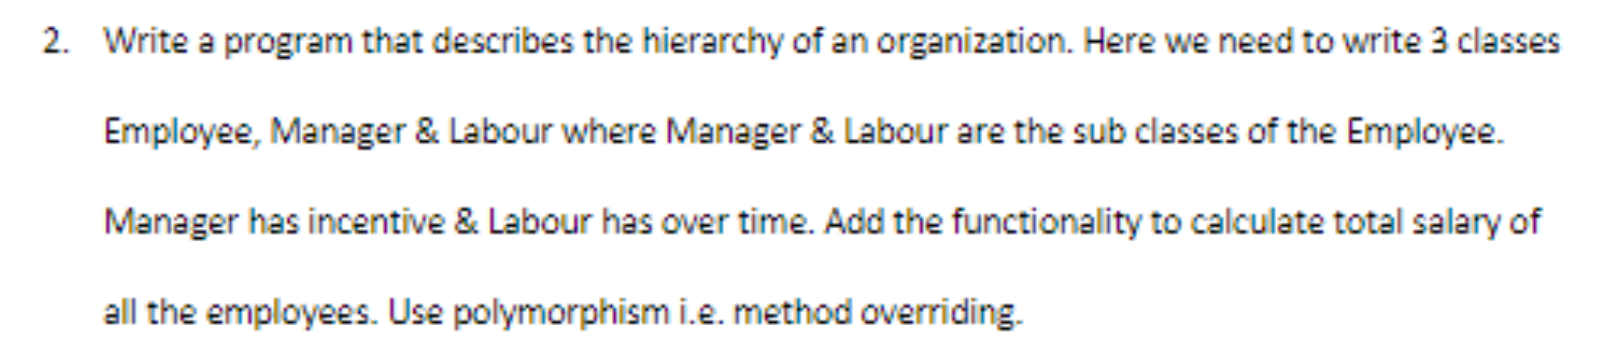 2. Write a program that describes the hierarchy of an organization. Here we need to write 3 classes
Employee, Manager & Labour where Manager & Labour are the sub classes of the Employee.
Manager has incentive & Labour has over time. Add the functionality to calculate total salary of
all the employees. Use polymorphism i.e. method overriding.